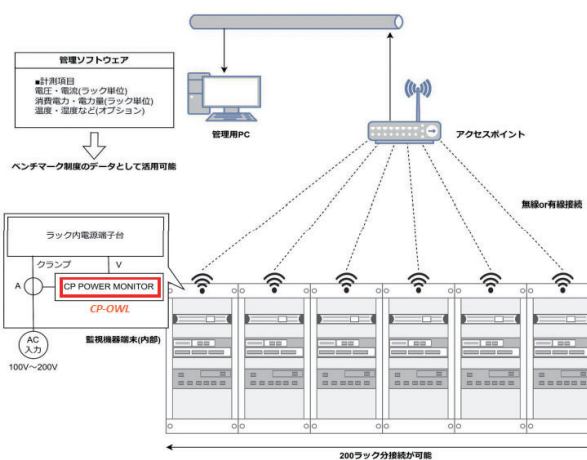 管理ソフトウェア
■計測項目
電圧・電流(ラック単位)
消費電力・電力量(ラック単位)
温度・湿度など(オプション)
ベンチマーク制度のデータとして活用可能
管理用PC
アクセスポイント
無線or有線接続
ラック内電源端子台
クランプ
V
A
CP POWER MONITOR
CP-OWL
AC
入力
100V～200V
監視機器端末(内部)
200ラック分接続が可能